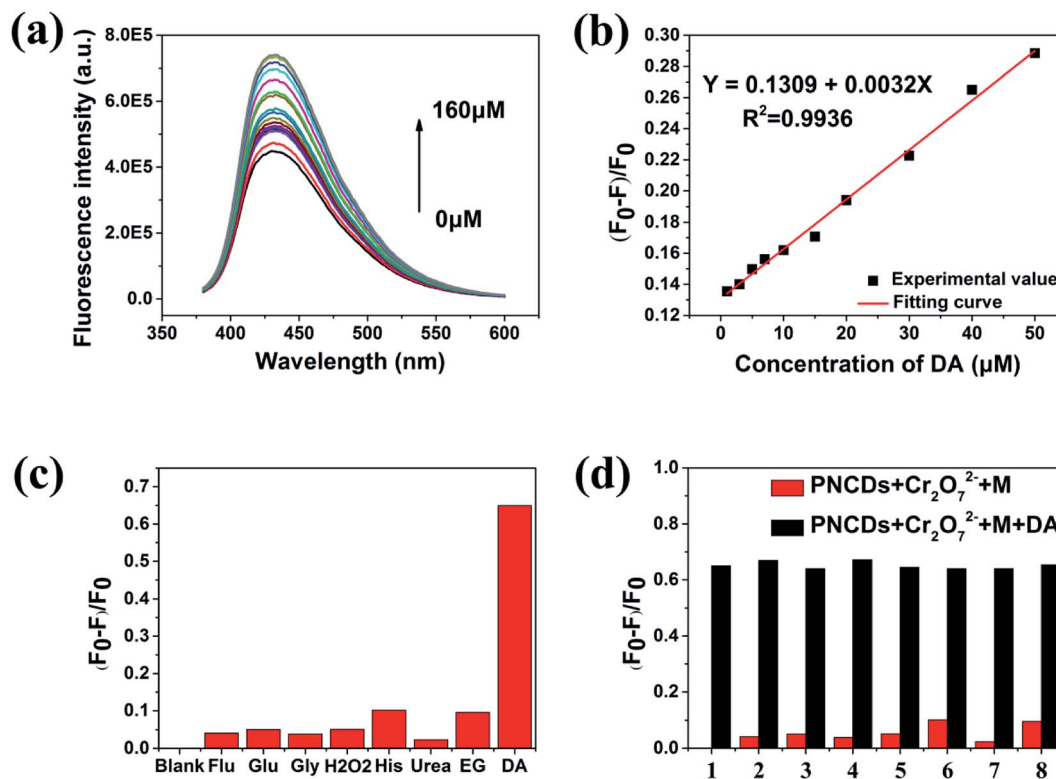 (a)
Fluorescence intensity (a.u.)
8.0E5
6.0E5
4.0E5
2.0E5
0.0
160μM
0μM
350 400 450 500 550 600
Wavelength (nm)
(b)
(F0-F)/F0
0.30
0.28
0.26
0.24
0.22
0.20
0.18
0.16
0.14
0.12
Y = 0.1309 + 0.0032X
R²=0.9936
Experimental value
Fitting curve
0 10 20 30 40 50
Concentration of DA (μM)
(c)
(F0-F)/F0
0.7
0.6
0.5
0.4
0.3
0.2
0.1
0.0
Blank Flu Glu Gly H2O2 His Urea EG DA
(d)
(F0-F)/F0
1.0
0.8
0.6
0.4
0.2
0.0
PNCDs+Cr₂O₇²⁻+M
PNCDs+Cr₂O₇²⁻+M+DA
1 2 3 4 5 6 7 8